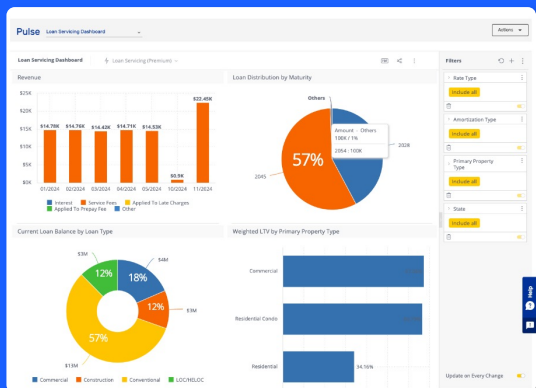 Pulse Loan Servicing Dashboard
Actions
Loan Servicing Dashboard
Loan Servicing (Premium)
Filters
Revenue
$25K
$20K
$15K
$10K
$5K
$0K
$14.78K
$14.76K
$14.42K
$14.71K
$14.53K
$0.9K
$22.45K
01/2024
02/2024
03/2024
04/2024
05/2024
10/2024
11/2024
Interest
Service Fees
Applied To Late Charges
Applied To Prepay Fee
Other
Loan Distribution by Maturity
Others
Amount - Others
100K / 1%
2054 : 100K
57%
2028
2045
Current Loan Balance by Loan Type
$3M
$4M
12%
18%
12%
$3M
57%
$13M
Commercial
Construction
Conventional
LOC/HELOC
Weighted LTV by Primary Property Type
Commercial
Residential Condo
Residential
34.16%
Rate Type
Include all
Amortization Type
Include all
Primary Property
Type
Include all
State
Include all
Help
Update on Every Change